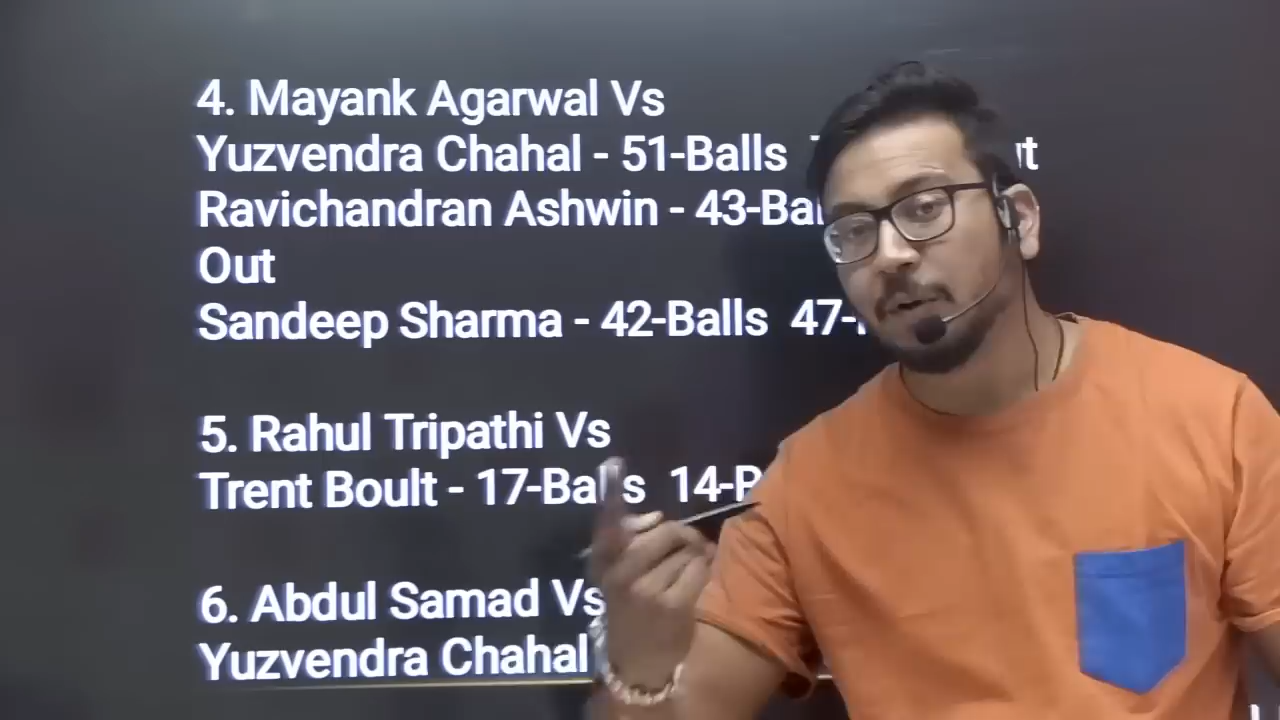 4. Mayank Agarwal Vs
Yuzvendra Chahal - 51-Balls
Ravichandran Ashwin - 43-Bal
Out
Sandeep Sharma - 42-Balls 47-
5. Rahul Tripathi Vs
Trent Boult - 17-Balls 14-
6. Abdul Samad Vs
Yuzvendra Chahal